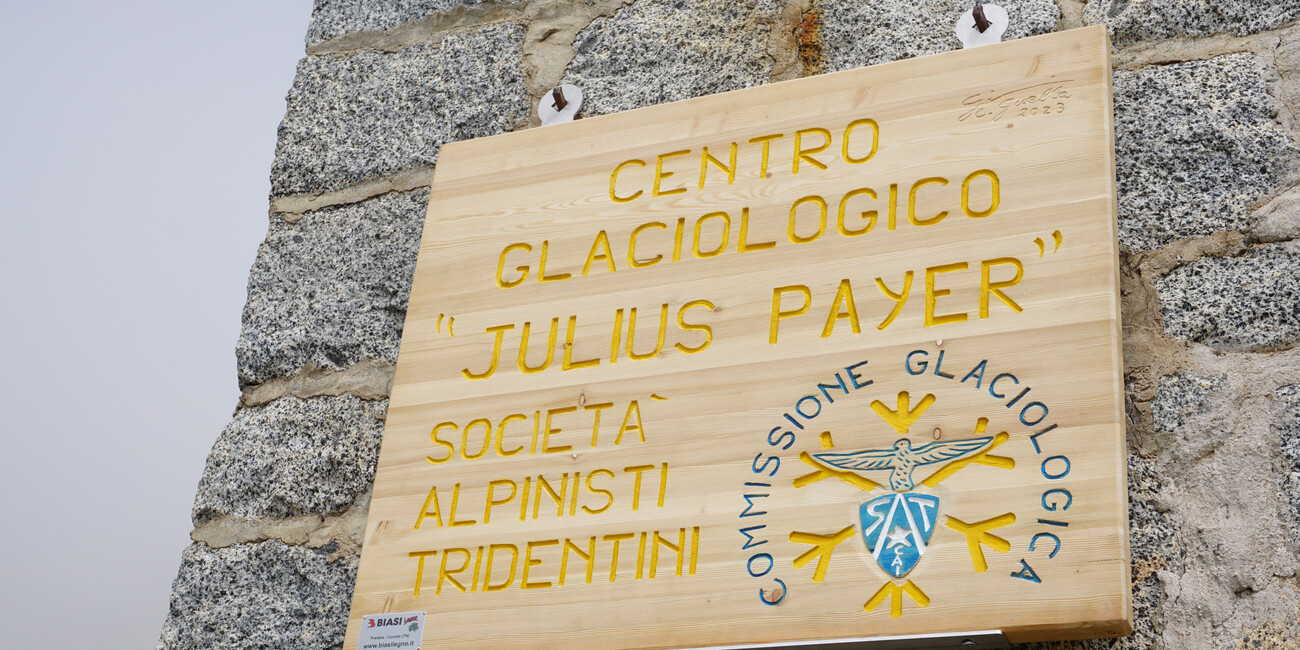 2023
CENTRO
GLACIOLOGICO
"JULIUS PAYER"
SOCIETA`
ALPINISTI
TRIDENTINI
COMMISSIONE GLACIOLOGICA
SAT
CAI
BIASI
www.biasilegno.it